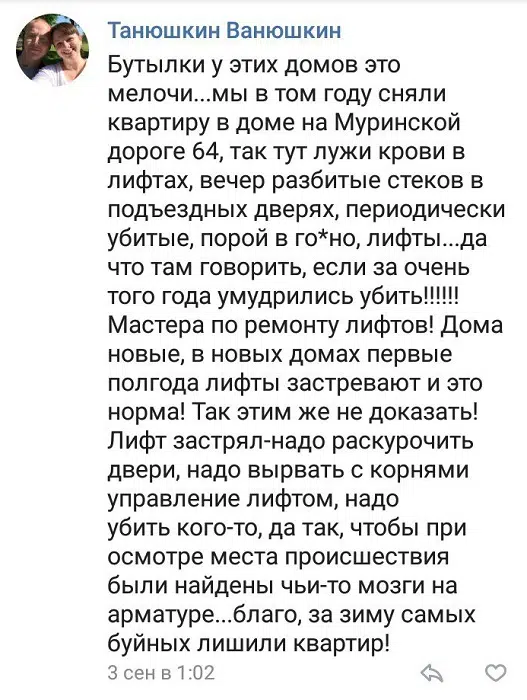 Танюшкин Ванюшкин
Бутылки у этих домов это
мелочи...мы в том году сняли
квартиру в доме на Муринской
дороге 64, так тут лужи крови в
лифтах, вечер разбитые стеков в
подъездных дверях, периодически
убитые, порой в го*но, лифты...да
что там говорить, если за очень
того года умудрились убить!!!!!!
Мастера по ремонту лифтов! Дома
новые, в новых домах первые
полгода лифты застревают и это
норма! Так этим же не доказать!
Лифт застрял-надо раскурочить
двери, надо вырвать с корнями
управление лифтом, надо
убить кого-то, да так, чтобы при
осмотре места происшествия
были найдены чьи-то мозги на
арматуре...благо, за зиму самых
буйных лишили квартир!
3 сен в 1:02